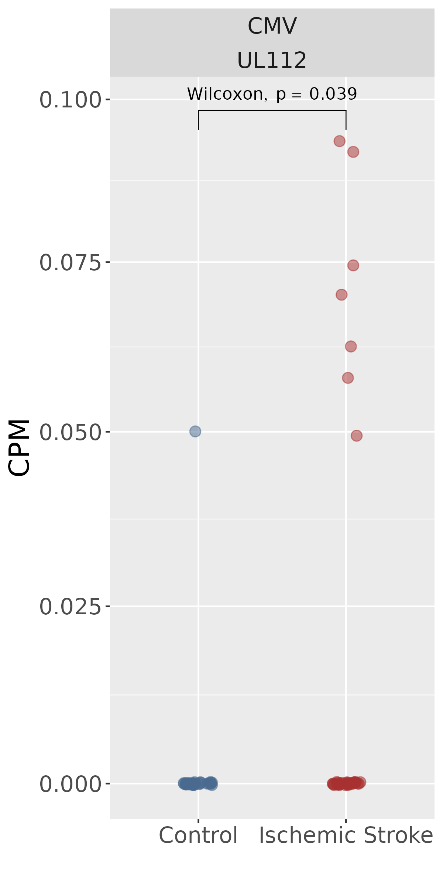 CMV
UL112
Wilcoxon, p = 0.039
0.100
0.075
0.050
0.025
0.000
CPM
Control
Ischemic Stroke